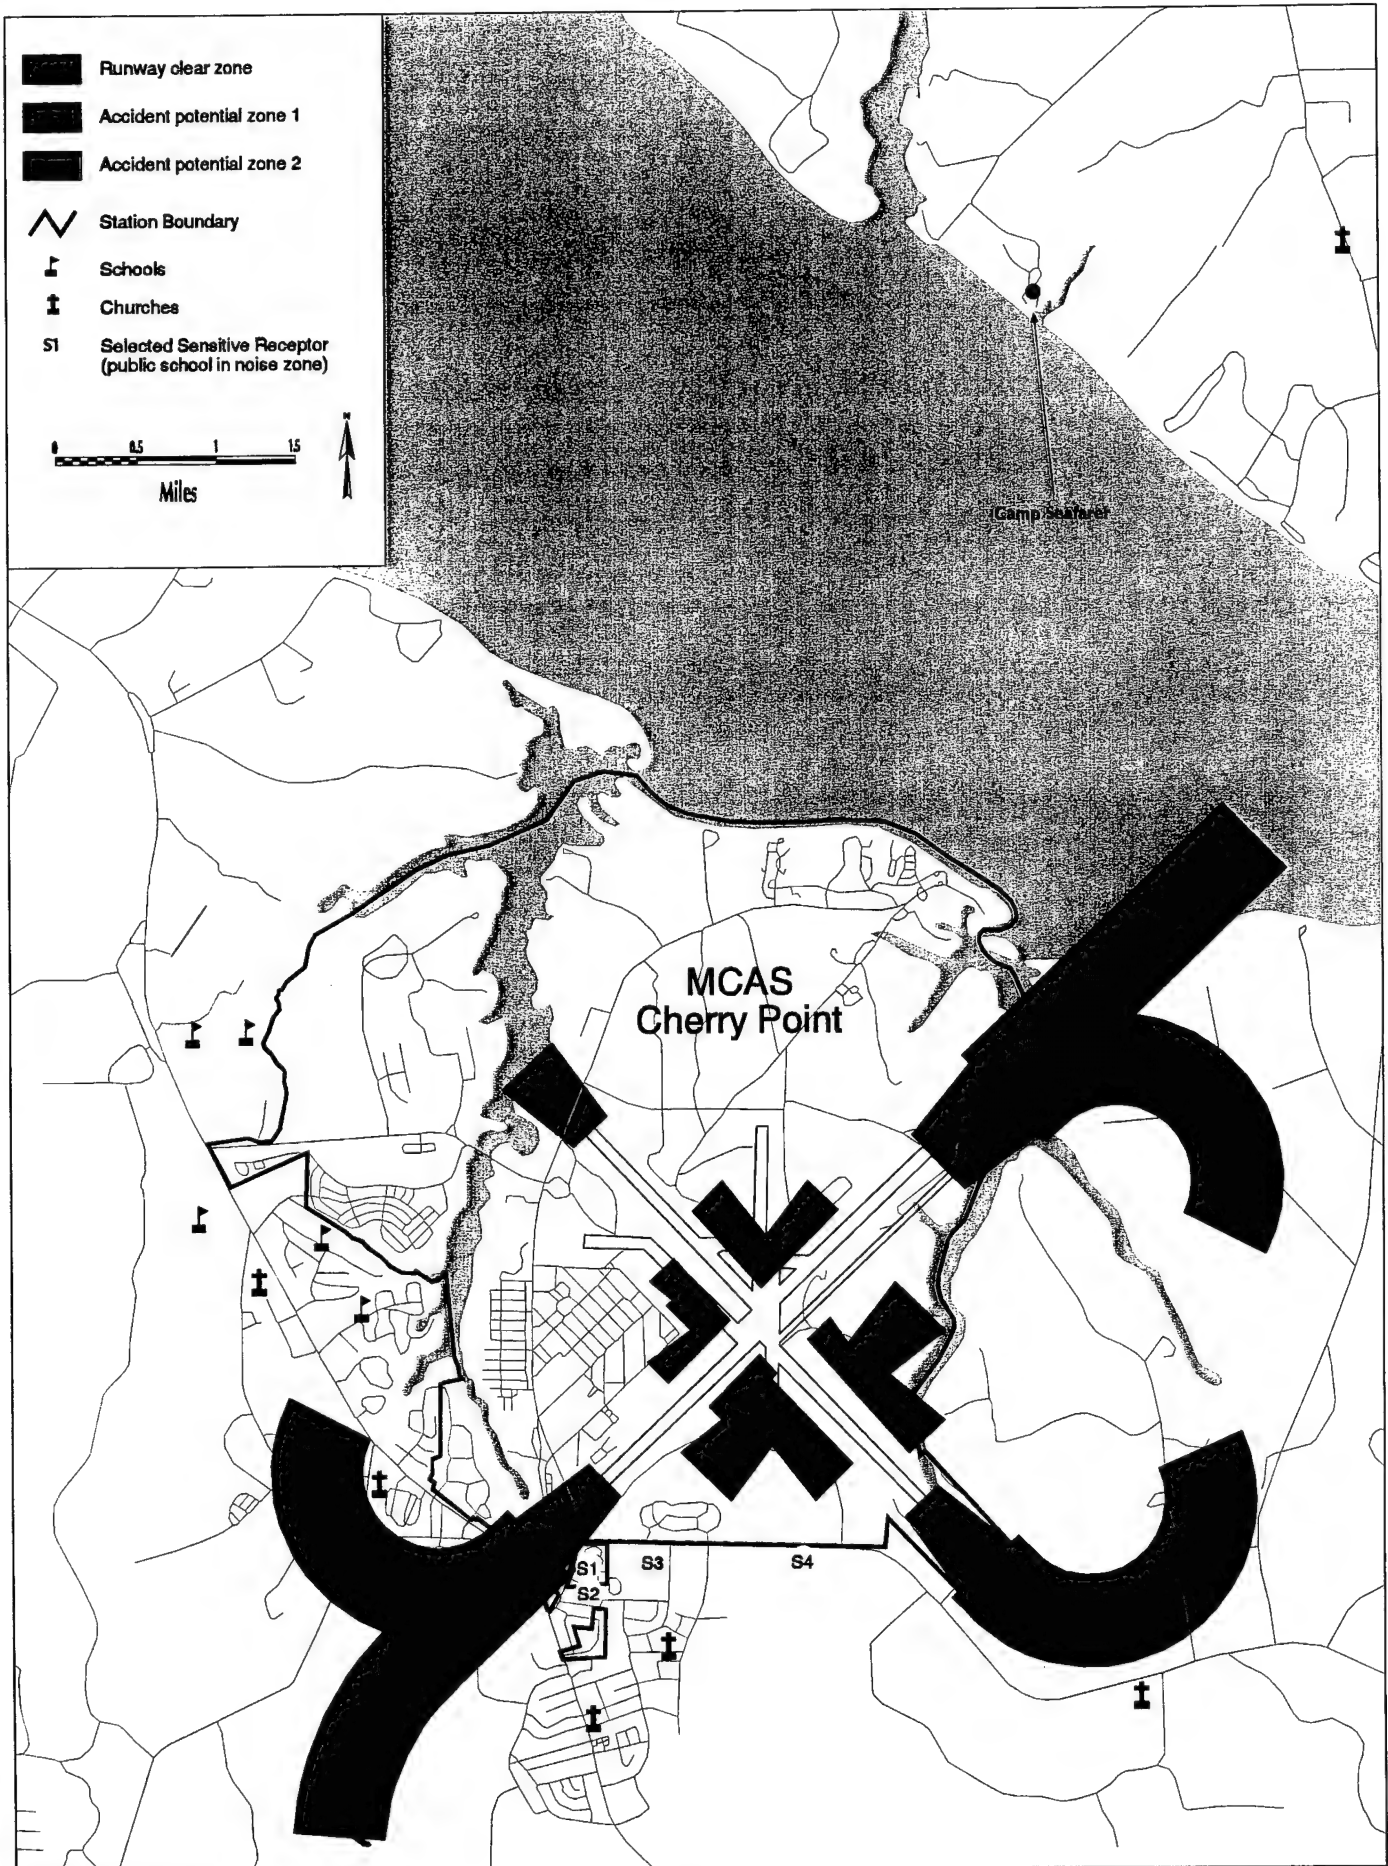 Runway clear zone
Accident potential zone 1
Accident potential zone 2
Station Boundary
Schools
Churches
S1 Selected Sensitive Receptor
(public school in noise zone)
N
0 0.5 1 1.5
Miles
Camp Seafarer
MCAS
Cherry Point
S1
S3
S4
S2